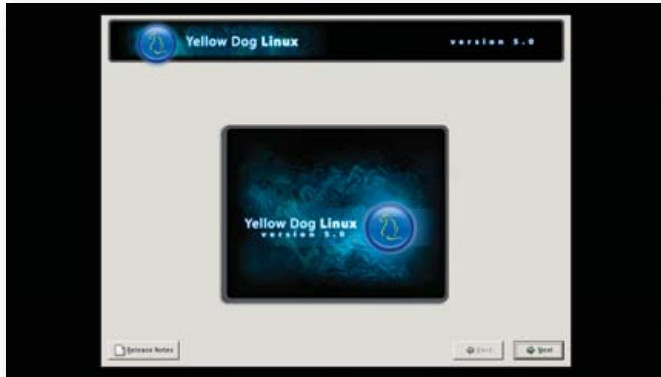 Yellow Dog Linux
version 5.0
Yellow Dog Linux
version 5.0
Release Notes
Back
Next